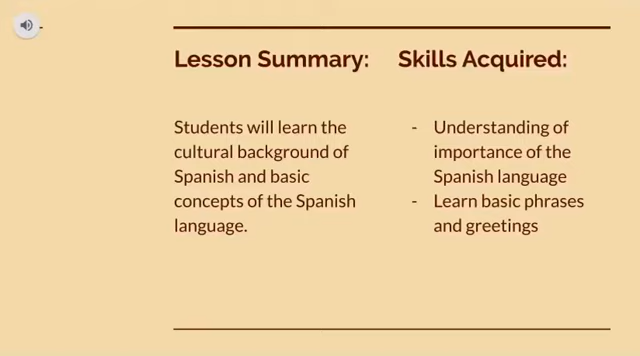 Lesson Summary:
Students will learn the
cultural background of
Spanish and basic
concepts of the Spanish
language.
Skills Acquired:
- Understanding of
importance of the
Spanish language
- Learn basic phrases
and greetings